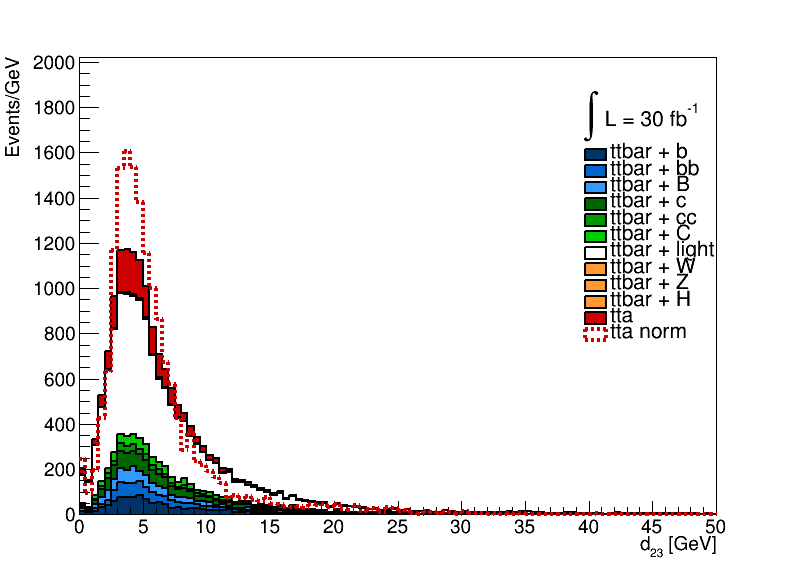 Events/GeV
2000
1800
1600
1400
1200
1000
800
600
400
200
0
∫ L = 30 fb-1
ttbar + b
ttbar + bb
ttbar + B
ttbar + c
ttbar + cc
ttbar + C
ttbar + light
ttbar + W
ttbar + Z
ttbar + H
tta
tta norm
0 5 10 15 20 25 30 35 40 45 50
d23 [GeV]